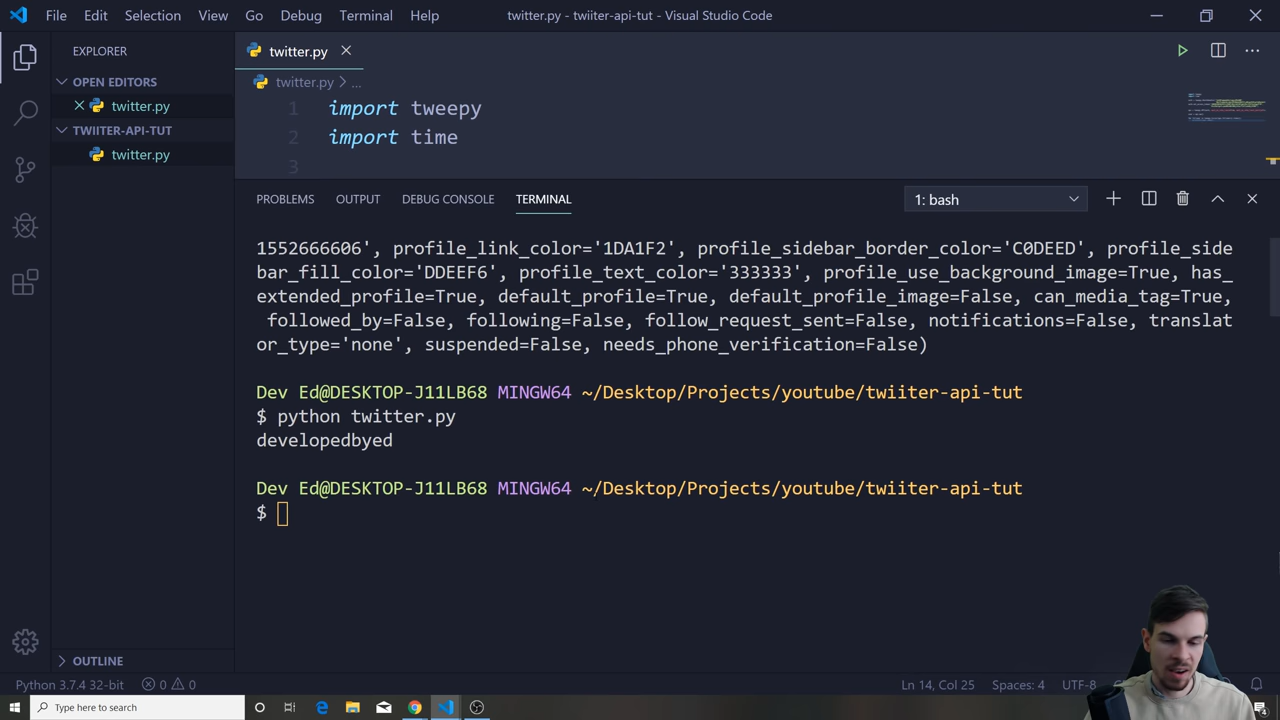 File Edit Selection View Go Debug Terminal Help twitter.py - twiiter-api-tut - Visual Studio Code
EXPLORER
OPEN EDITORS
twitter.py
TWIITER-API-TUT
twitter.py
OUTLINE
twitter.py
twitter.py > ...
1 import tweepy
2 import time
3
PROBLEMS OUTPUT DEBUG CONSOLE TERMINAL 1: bash
1552666606', profile_link_color='1DA1F2', profile_sidebar_border_color='C0DEED', profile_side
bar_fill_color='DDEEF6', profile_text_color='333333', profile_use_background_image=True, has_
extended_profile=True, default_profile=True, default_profile_image=False, can_media_tag=True,
followed_by=False, following=False, follow_request_sent=False, notifications=False, translat
or_type='none', suspended=False, needs_phone_verification=False)
Dev Ed@DESKTOP-J11LB68 MINGW64 ~/Desktop/Projects/youtube/twiiter-api-tut
$ python twitter.py
developedbyed
Dev Ed@DESKTOP-J11LB68 MINGW64 ~/Desktop/Projects/youtube/twiiter-api-tut
$
Python 3.7.4 32-bit 0 0 Ln 14, Col 25 Spaces: 4 UTF-8
Type here to search